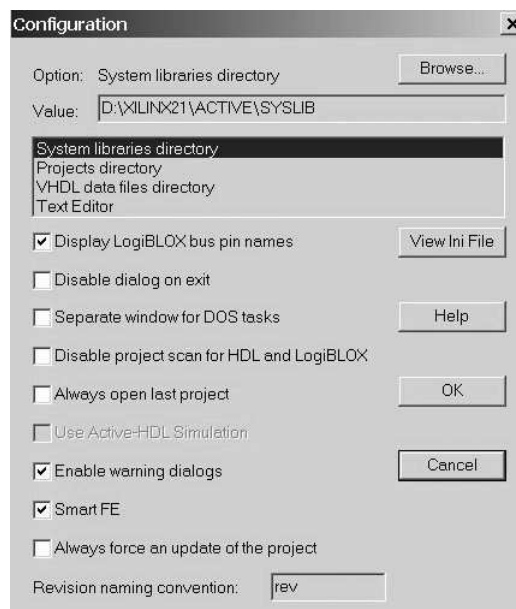 Configuration
Option: System libraries directory
Browse...
Value: D:\XILINX21\ACTIVE\SYSLIB
System libraries directory
Projects directory
VHDL data files directory
Text Editor
Display LogiBLOX bus pin names
View Ini File
Disable dialog on exit
Separate window for DOS tasks
Help
Disable project scan for HDL and LogiBLOX
Always open last project
OK
Use Active-HDL Simulation
Enable warning dialogs
Cancel
Smart FE
Always force an update of the project
Revision naming convention: rev